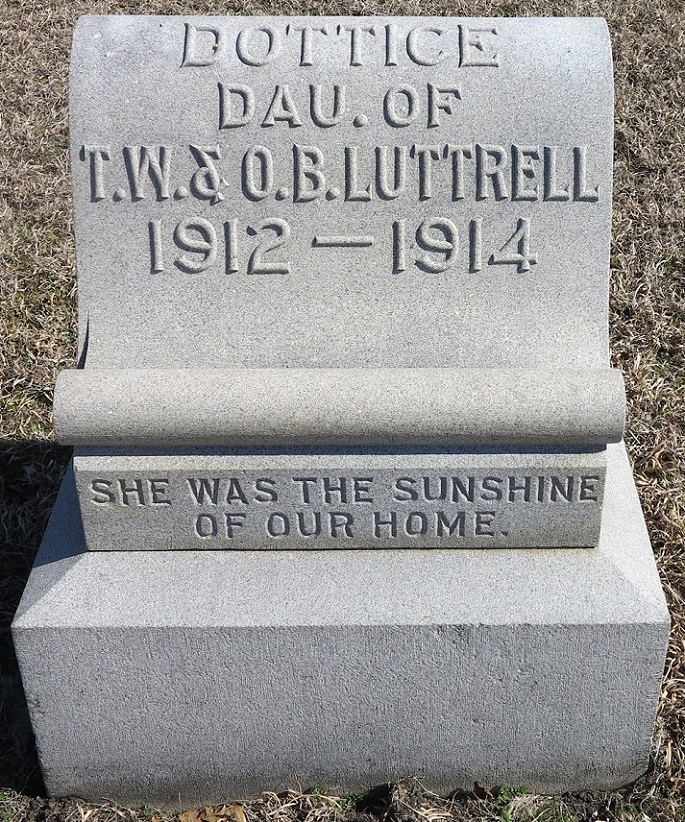 DOTTICE
DAU. OF
T.W. & O.B. LUTTRELL
1912 — 1914
SHE WAS THE SUNSHINE
OF OUR HOME.